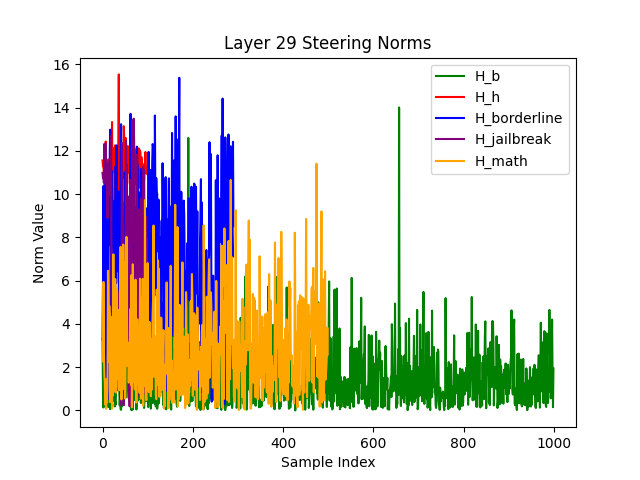 Layer 29 Steering Norms
16
14
12
10
8
6
4
2
0
Norm Value
H_b
H_h
H_borderline
H_jailbreak
H_math
0 200 400 600 800 1000
Sample Index